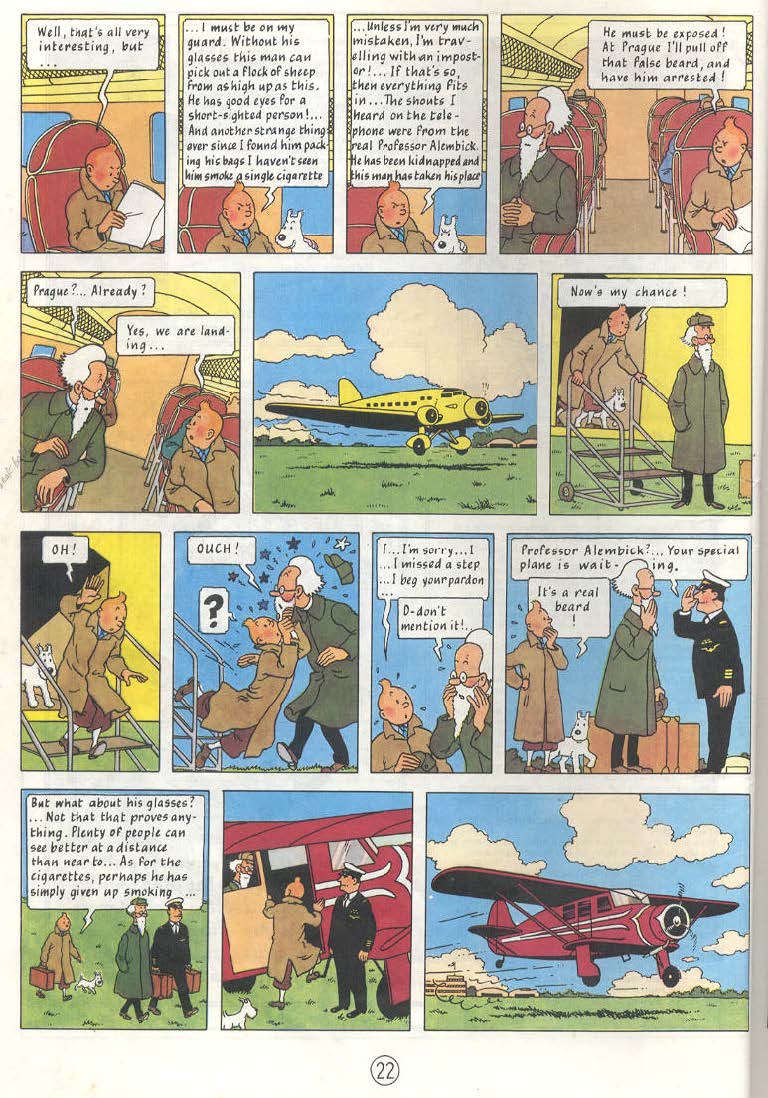 Well, that's all very
interesting, but
...
... I must be on my
guard. Without his
glasses this man can
pick out a flock of sheep
from as high up as this.
He has good eyes for a
short-sighted person!...
And another strange thing:
ever since I found him pack-
ing his bags I haven't seen
him smoke a single cigarette
...Unless I'm very much
mistaken, I'm trav-
elling with an impost-
or!... If that's so,
then everything fits
in...The shouts I
heard on the tele-
phone were from the
real Professor Alembick.
He has been kidnapped and
this man has taken his place
He must be exposed!
At Prague I'll pull off
that false beard, and
have him arrested!
Prague?... Already?
Yes, we are land-
ing...
Now's my chance!
OH!
OUCH!
?
I...I'm sorry...I
...I missed a step
...I beg your pardon
...
D-don't
mention it!..
Professor Alembick?... Your special
plane is wait- ing.
It's a real
beard
!
But what about his glasses?
... Not that that proves any-
thing. Plenty of people can
see better at a distance
than near to... As for the
cigarettes, perhaps he has
simply given up smoking ...
22